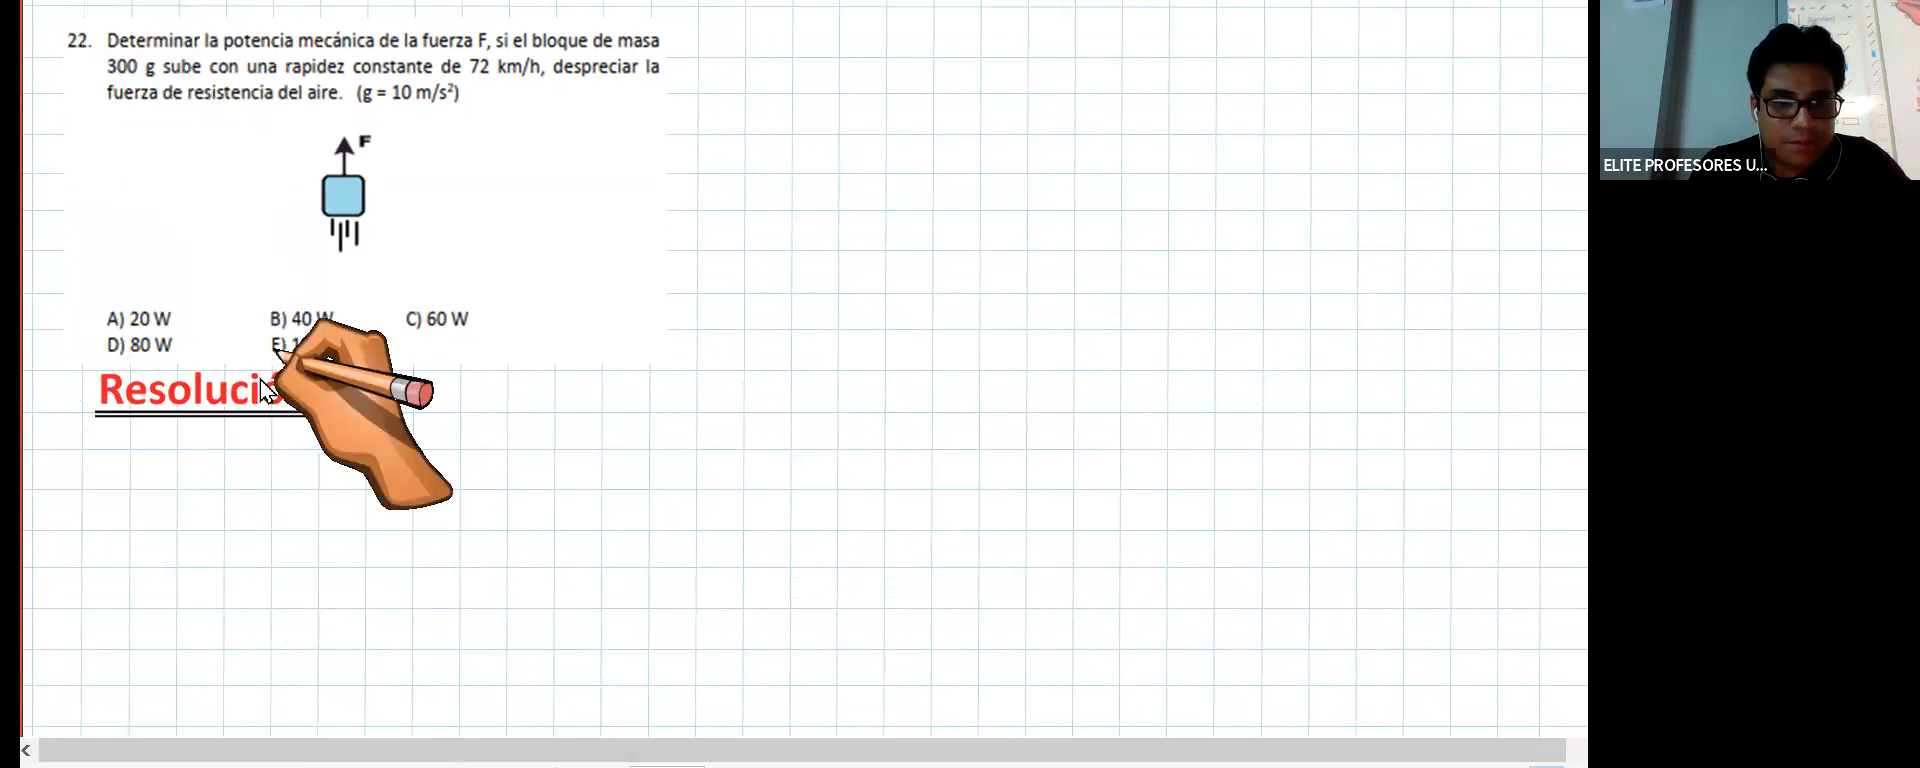 22. Determinar la potencia mecánica de la fuerza F, si el bloque de masa
300 g sube con una rapidez constante de 72 km/h, despreciar la
fuerza de resistencia del aire. (g = 10 m/s²)
F
A) 20 W B) 40 W C) 60 W
D) 80 W E)
ELITE PROFESORES U...